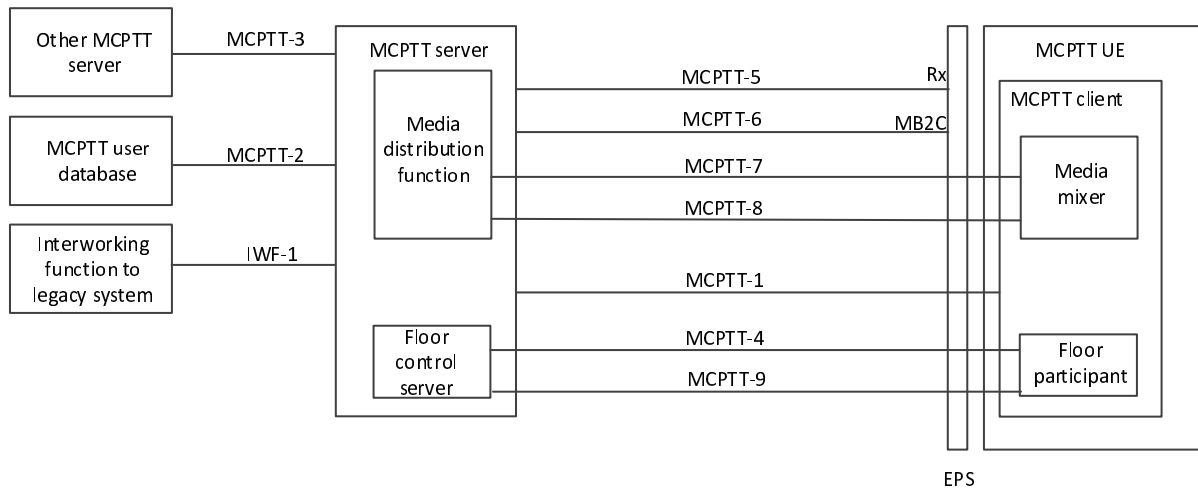 Other MCPTT
server
MCPTT-3
MCPTT user
database
MCPTT-2
Interworking
function to
legacy system
IWF-1
MCPTT server
Media
distribution
function
Floor
control
server
MCPTT-5
Rx
MCPTT-6
MB2C
MCPTT-7
MCPTT-8
MCPTT-1
MCPTT-4
MCPTT-9
EPS
MCPTT UE
MCPTT client
Media
mixer
Floor
participant